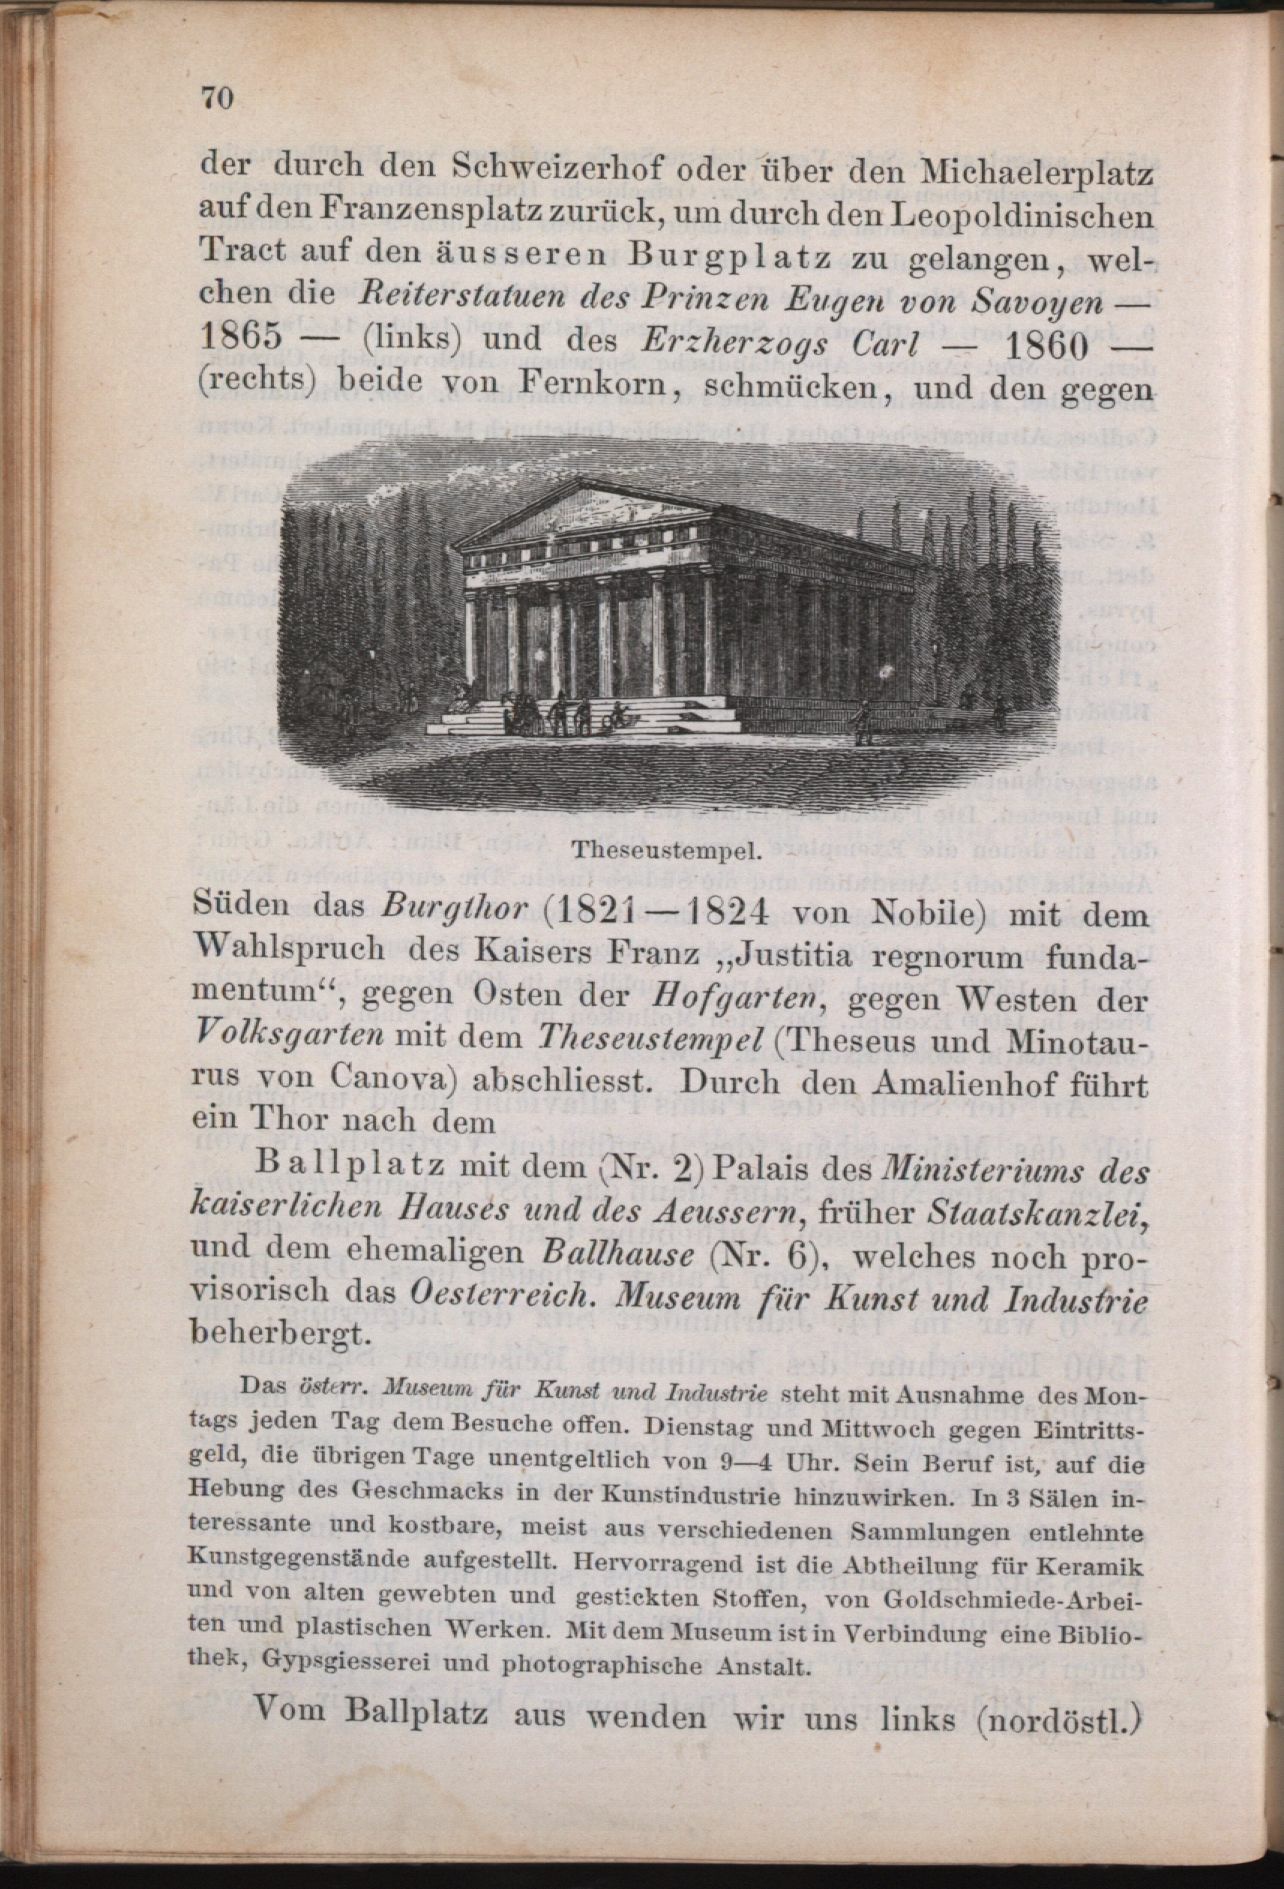 70
der durch den Schweizerhof oder über den Michaelerplatz
auf den Franzensplatz zurück, um durch den Leopoldinischen
Tract auf den äusseren Burgplatz zu gelangen, wel-
chen die Reiterstatuen des Prinzen Eugen von Savoyen —
1865 — (links) und des Erzherzogs Carl — 1860 —
(rechts) beide von Fernkorn, schmücken, und den gegen
Theseustempel.
Süden das Burgthor (1821—1824 von Nobile) mit dem
Wahlspruch des Kaisers Franz „Justitia regnorum funda-
mentum“, gegen Osten der Hofgarten, gegen Westen der
Volksgarten mit dem Theseustempel (Theseus und Minotau-
rus von Canova) abschliesst. Durch den Amalienhof führt
ein Thor nach dem
Ballplatz mit dem (Nr. 2) Palais des Ministeriums des
kaiserlichen Hauses und des Aeussern, früher Staatskanzlei,
und dem ehemaligen Ballhause (Nr. 6), welches noch pro-
visorisch das Oesterreich. Museum für Kunst und Industrie
beherbergt.
Das österr. Museum für Kunst und Industrie steht mit Ausnahme des Mon-
tags jeden Tag dem Besuche offen. Dienstag und Mittwoch gegen Eintritts-
geld, die übrigen Tage unentgeltlich von 9—4 Uhr. Sein Beruf ist, auf die
Hebung des Geschmacks in der Kunstindustrie hinzuwirken. In 3 Sälen in-
teressante und kostbare, meist aus verschiedenen Sammlungen entlehnte
Kunstgegenstände aufgestellt. Hervorragend ist die Abtheilung für Keramik
und von alten gewebten und gestickten Stoffen, von Goldschmiede-Arbei-
ten und plastischen Werken. Mit dem Museum ist in Verbindung eine Biblio-
thek, Gypsgiesserei und photographische Anstalt.
Vom Ballplatz aus wenden wir uns links (nordöstl.)